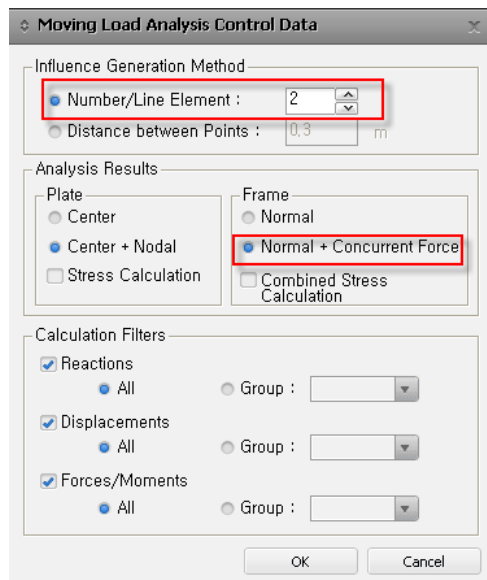 Moving Load Analysis Control Data
Influence Generation Method
Number/Line Element : 2
Distance between Points : 0.3 m
Analysis Results
Plate
Center
Center + Nodal
Stress Calculation
Frame
Normal
Normal + Concurrent Force
Combined Stress
Calculation
Calculation Filters
Reactions
All Group :
Displacements
All Group :
Forces/Moments
All Group :
OK Cancel